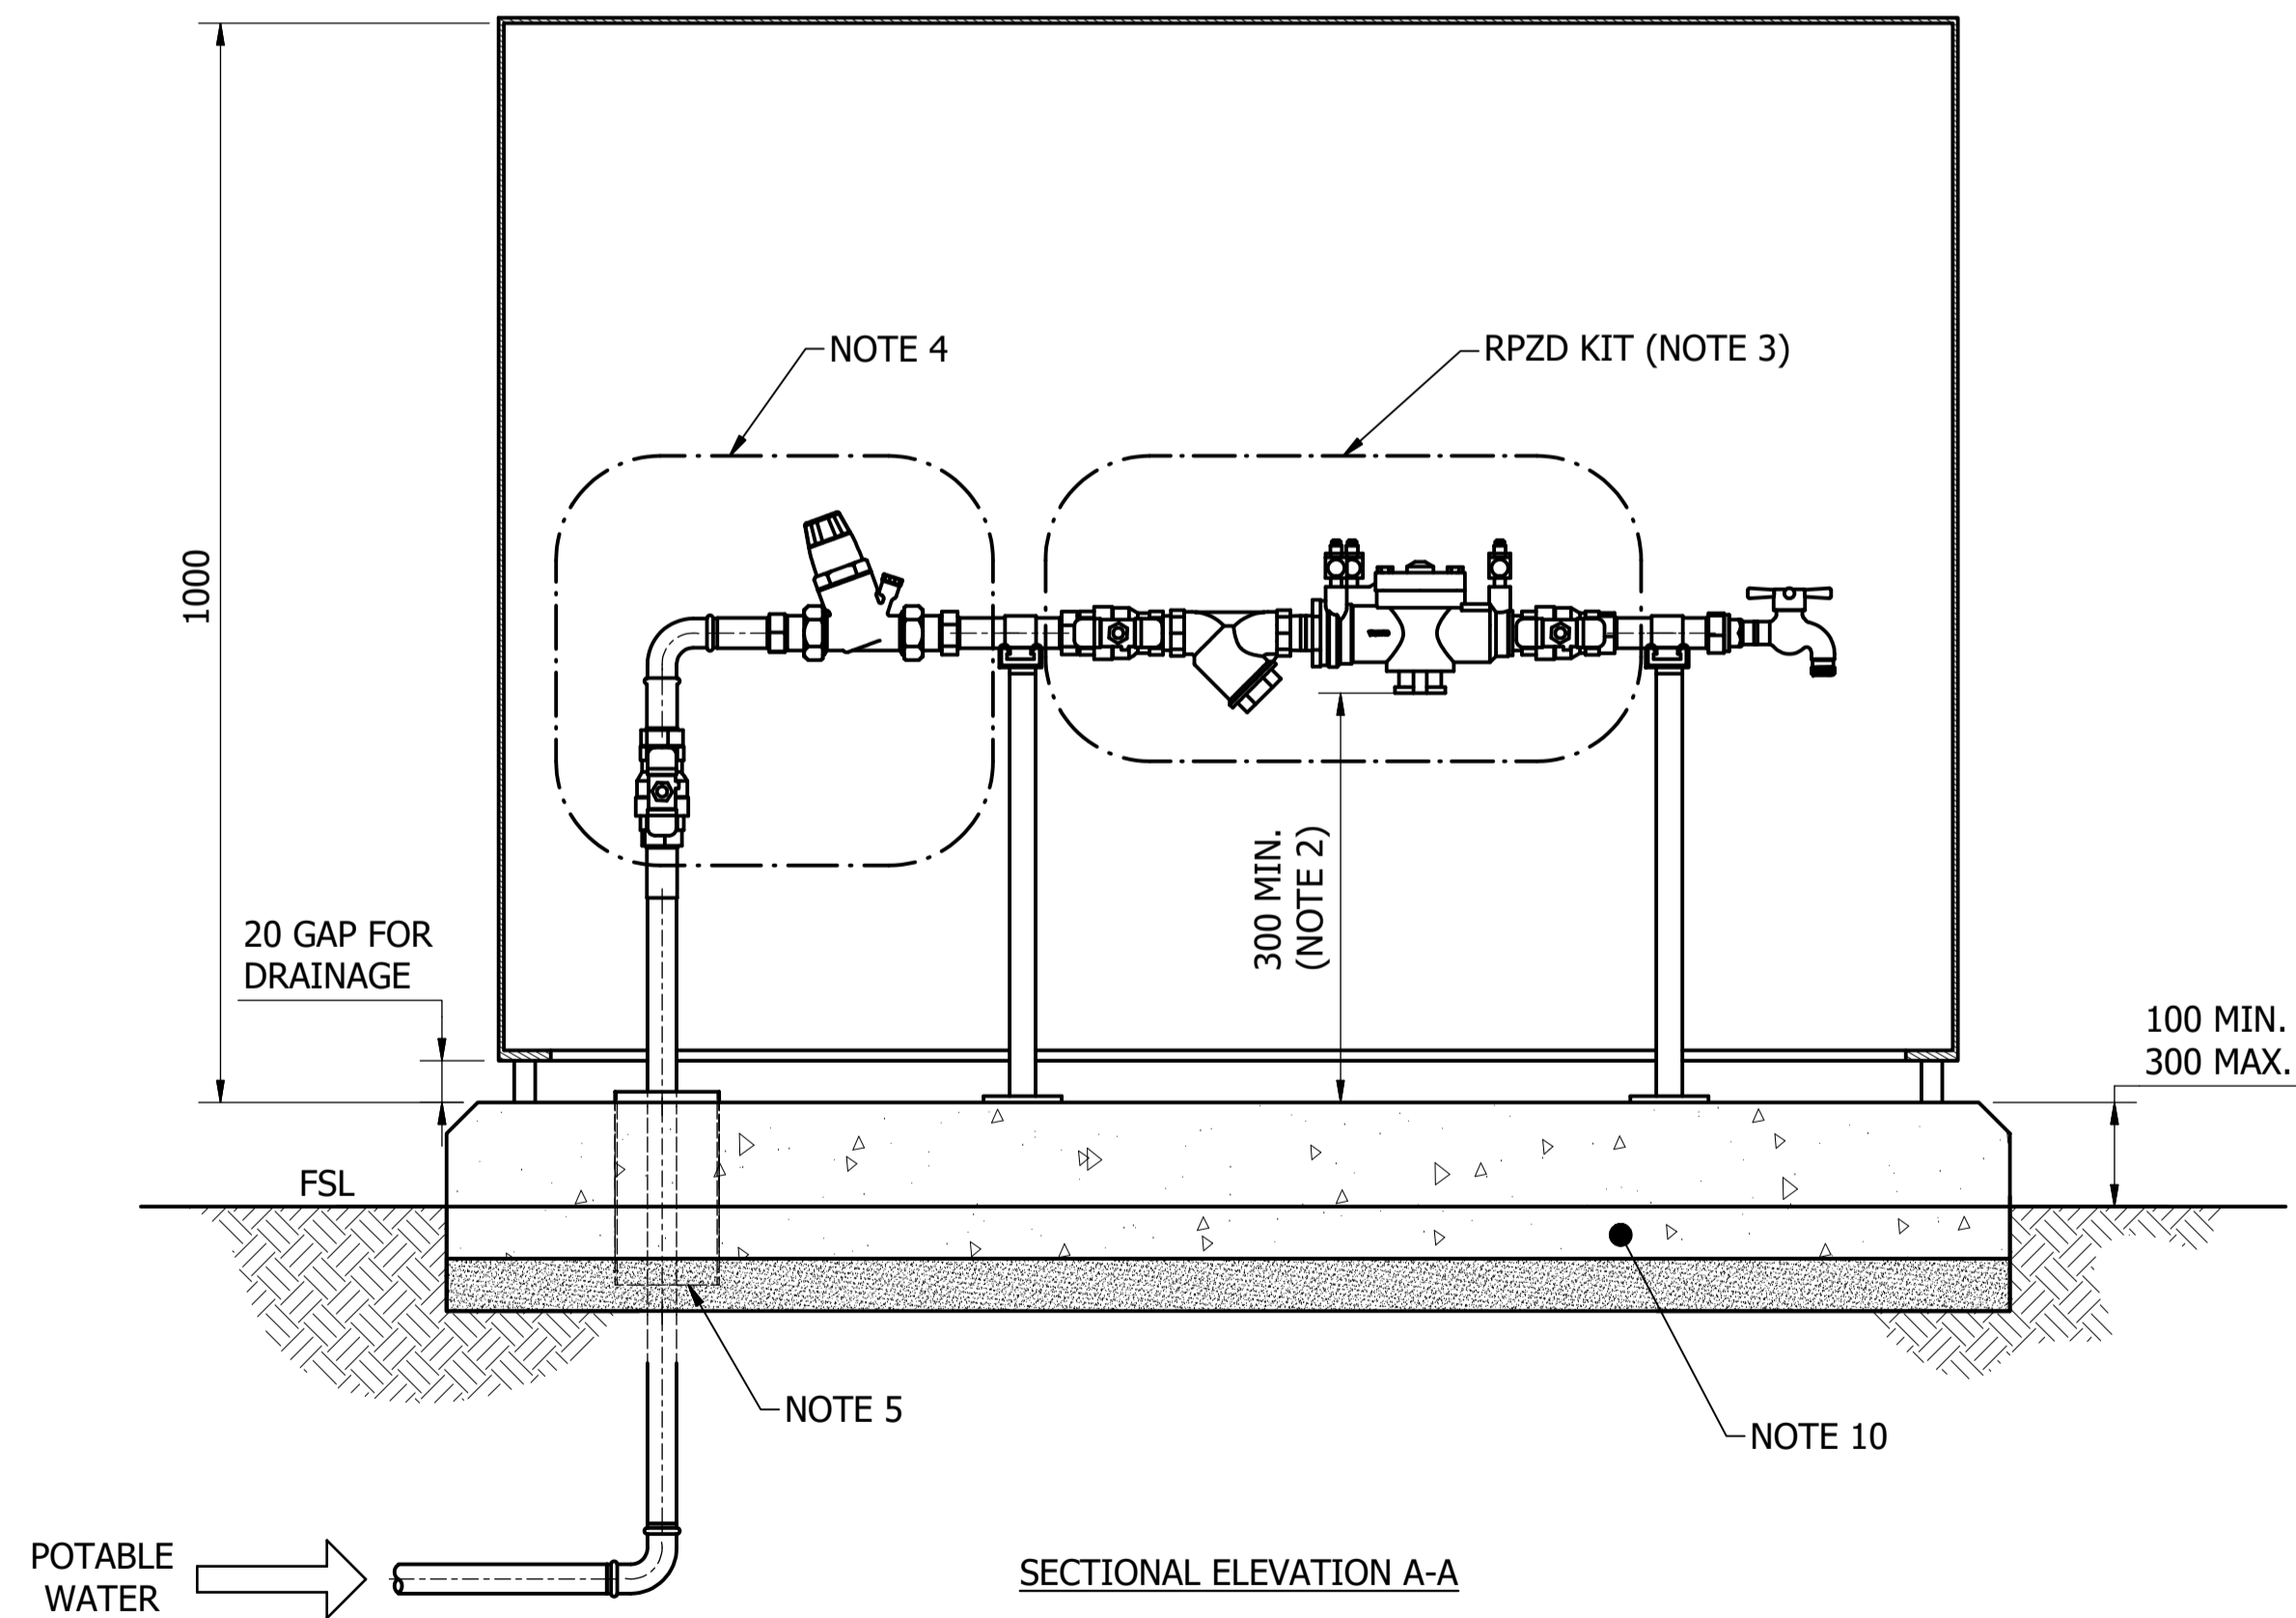 NOTE 4
RPZD KIT (NOTE 3)
1000
300 MIN.
(NOTE 2)
20 GAP FOR
DRAINAGE
100 MIN.
300 MAX.
FSL
NOTE 5
NOTE 10
POTABLE
WATER
SECTIONAL ELEVATION A-A